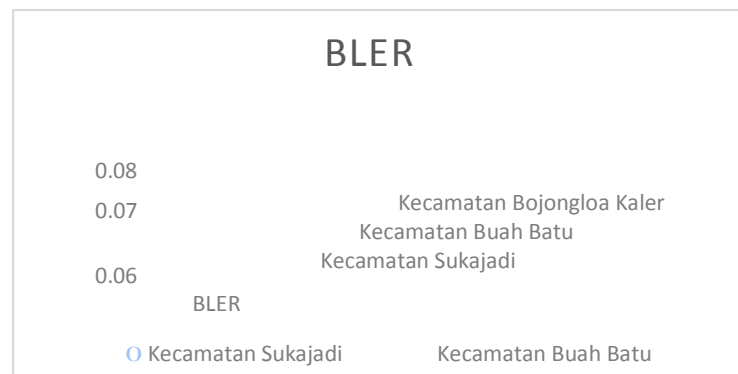 BLER
0.08
0.07
Kecamatan Bojongloa Kaler
Kecamatan Buah Batu
Kecamatan Sukajadi
0.06
BLER
O Kecamatan Sukajadi Kecamatan Buah Batu